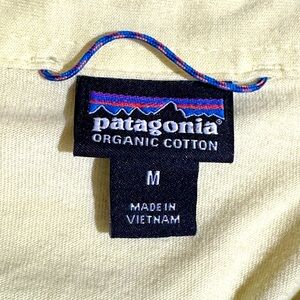 patagonia
ORGANIC COTTON
M
MADE IN
VIETNAM